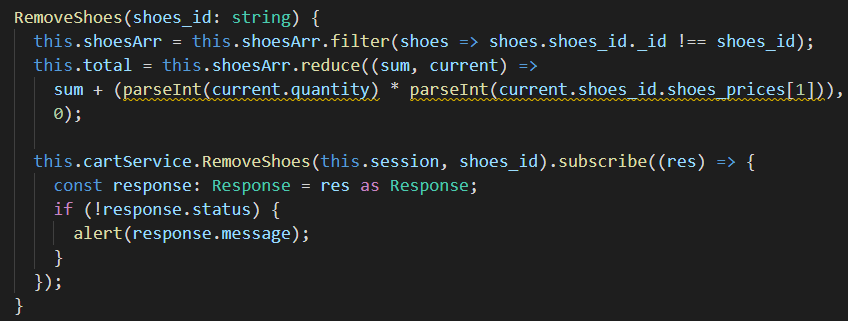 RemoveShoes(shoes_id: string) {
this.shoesArr = this.shoesArr.filter(shoes => shoes.shoes_id._id !== shoes_id);
this.total = this.shoesArr.reduce((sum, current) =>
sum + (parseInt(current.quantity) * parseInt(current.shoes_id.shoes_prices[1])),
0);
this.cartService.RemoveShoes(this.session, shoes_id).subscribe((res) => {
const response: Response = res as Response;
if (!response.status) {
alert(response.message);
}
});
}